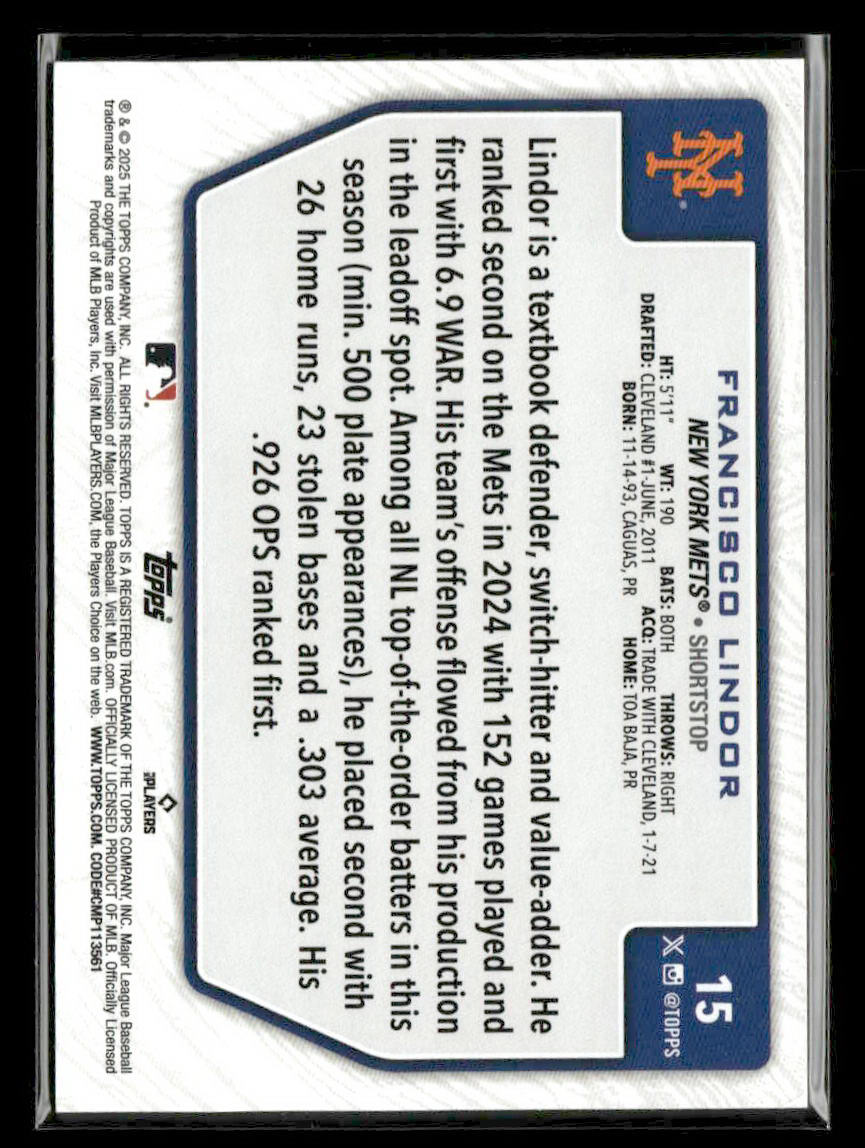 NY
15
X @TOPPS
FRANCISCO LINDOR
NEW YORK METS® • SHORTSTOP
HT: 5'11" WT: 190 BATS: BOTH THROWS: RIGHT
DRAFTED: CLEVELAND #1-JUNE, 2011 ACQ: TRADE WITH CLEVELAND, 1-7-21
BORN: 11-14-93, CAGUAS, PR HOME: TOA BAJA, PR
Lindor is a textbook defender, switch-hitter and value-adder. He
ranked second on the Mets in 2024 with 152 games played and
first with 6.9 WAR. His team's offense flowed from his production
in the leadoff spot. Among all NL top-of-the-order batters in this
season (min. 500 plate appearances), he placed second with
26 home runs, 23 stolen bases and a .303 average. His
.926 OPS ranked first.
topps
PLAYERS
® & © 2025 THE TOPPS COMPANY, INC. ALL RIGHTS RESERVED. TOPPS IS A REGISTERED TRADEMARK OF THE TOPPS COMPANY, INC. Major League Baseball
trademarks and copyrights are used with permission of Major League Baseball. Visit MLB.com. OFFICIALLY LICENSED PRODUCT OF MLB. Officially Licensed
Product of MLB Players, Inc. Visit MLBPLAYERS.COM, the Players Choice on the web. WWW.TOPPS.COM. CODE#CMP113561